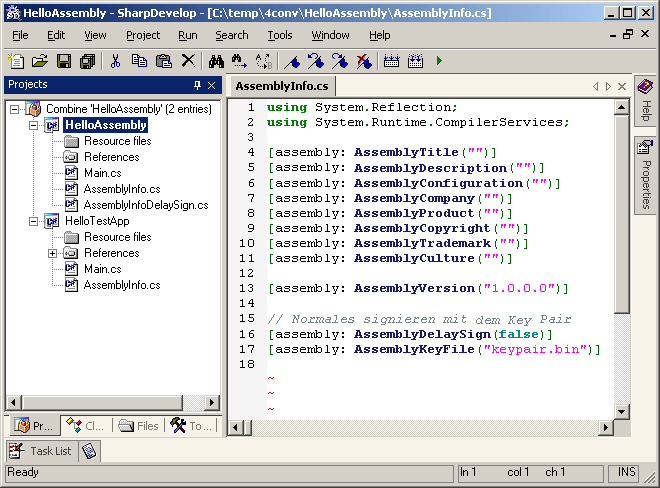 HelloAssembly - SharpDevelop - [C:\temp\4conv\HelloAssembly\AssemblyInfo.cs]
File Edit View Project Run Search Tools Window Help
Projects
Combine 'HelloAssembly' (2 entries)
HelloAssembly
Resource files
References
Main.cs
AssemblyInfo.cs
AssemblyInfoDelaySign.cs
HelloTestApp
Resource files
References
Main.cs
AssemblyInfo.cs
Pr... Cl... Files To...
AssemblyInfo.cs
1 using System.Reflection;
2 using System.Runtime.CompilerServices;
3
4 [assembly: AssemblyTitle("")]
5 [assembly: AssemblyDescription("")]
6 [assembly: AssemblyConfiguration("")]
7 [assembly: AssemblyCompany("")]
8 [assembly: AssemblyProduct("")]
9 [assembly: AssemblyCopyright("")]
10 [assembly: AssemblyTrademark("")]
11 [assembly: AssemblyCulture("")]
12
13 [assembly: AssemblyVersion("1.0.0.0")]
14
15 // Normales signieren mit dem Key Pair
16 [assembly: AssemblyDelaySign(false)]
17 [assembly: AssemblyKeyFile("keypair.bin")]
18
~
~
~
Help
Properties
Task List
Ready ln 1 col 1 ch 1 INS